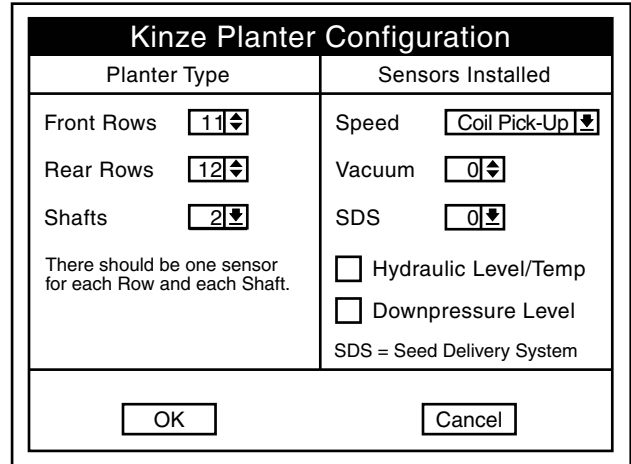 Kinze Planter Configuration
Planter Type
Front Rows 11
Rear Rows 12
Shafts 2
There should be one sensor
for each Row and each Shaft.
Sensors Installed
Speed Coil Pick-Up
Vacuum 0
SDS 0
Hydraulic Level/Temp
Downpressure Level
SDS = Seed Delivery System
OK
Cancel